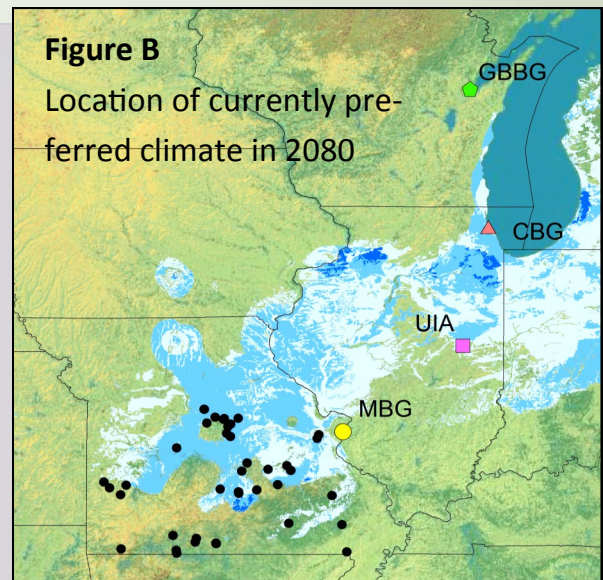 Figure B
Location of currently pre-
ferred climate in 2080
GBBG
CBG
UIA
MBG